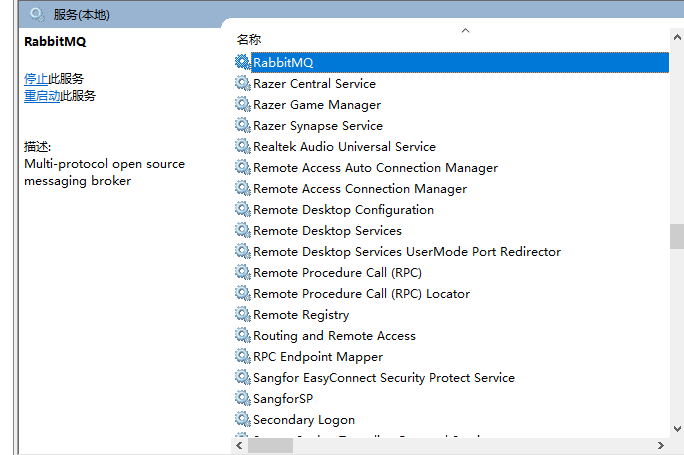 服务(本地)
RabbitMQ
停止此服务
重启动此服务
描述:
Multi-protocol open source
messaging broker
名称
RabbitMQ
Razer Central Service
Razer Game Manager
Razer Synapse Service
Realtek Audio Universal Service
Remote Access Auto Connection Manager
Remote Access Connection Manager
Remote Desktop Configuration
Remote Desktop Services
Remote Desktop Services UserMode Port Redirector
Remote Procedure Call (RPC)
Remote Procedure Call (RPC) Locator
Remote Registry
Routing and Remote Access
RPC Endpoint Mapper
Sangfor EasyConnect Security Protect Service
SangforSP
Secondary Logon